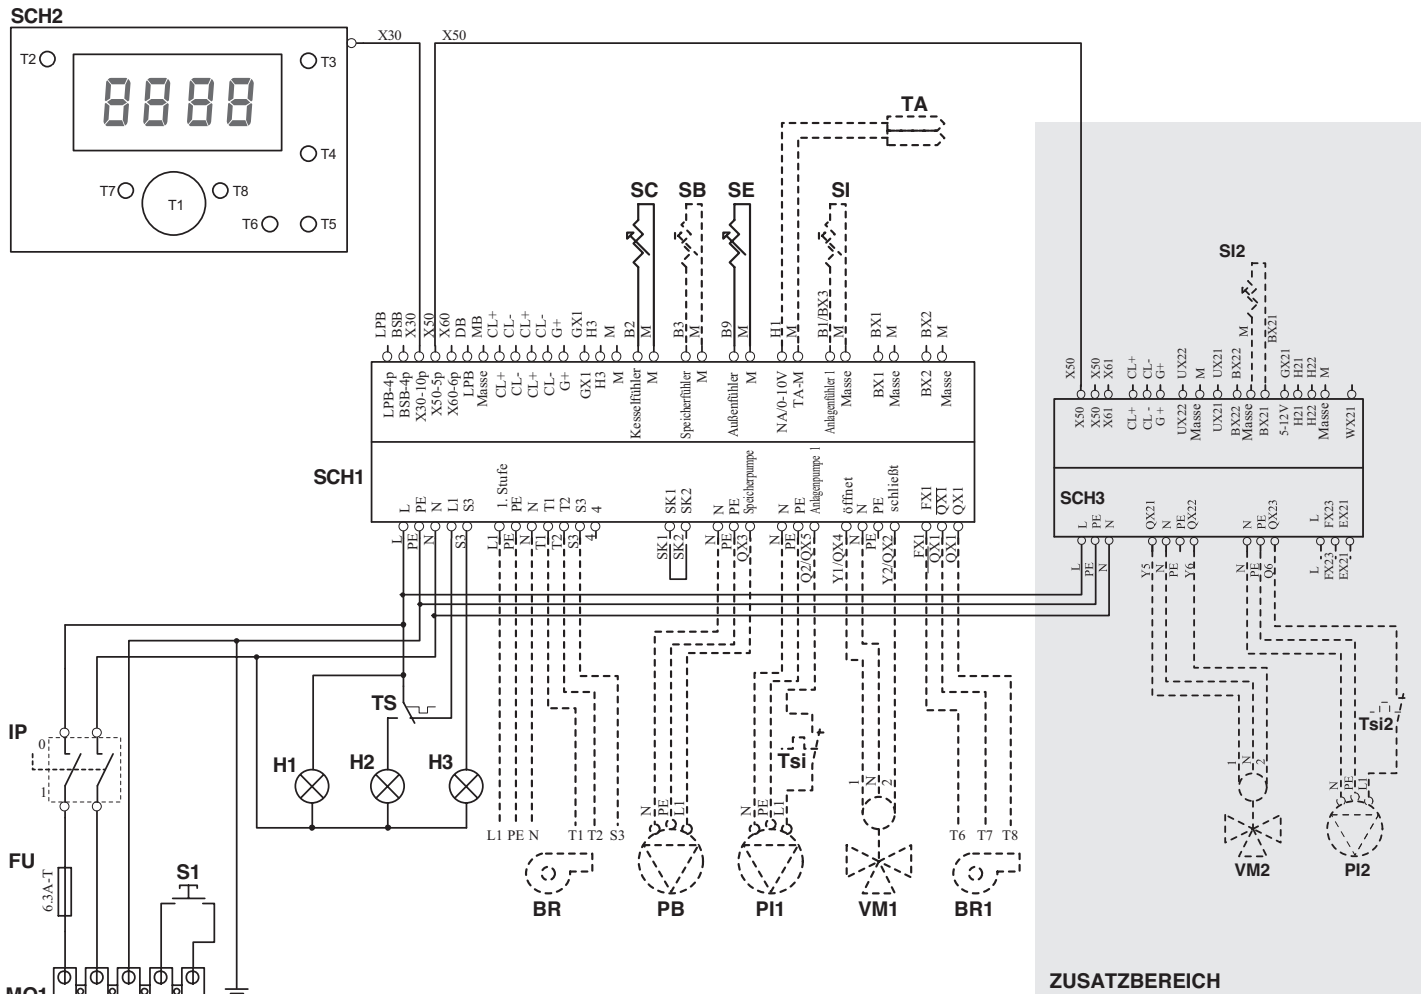 SCH2
X30
X50
T2
T3
8888
T4
T7
T8
T1
T6
T5
TA
SC
SB
SE
SI
SI2
LPB
BSB
X30
X50
X60
DB
MB
CL+
CL-
CL+
CL-
G+
GX1
H3
M
B2
M
B3
M
B9
M
H1
M
B1/BX3
M
BX1
M
BX2
M
LPB-4p
BSB-4p
X30-10p
X50-5p
X60-6p
LPB
Masse
CL+
CL-
CL+
CL-
G+
GX1
H3
M
Kesselfühler
M
Speicherfühler
M
Außenfühler
M
NA/0-10V
TA-M
Anlagenfühler 1
Masse
BX1
Masse
BX2
Masse
SCH1
L
PE
N
L1
S3
1. Stufe
PE
N
T1
T2
S3
4
SK1
SK2
N
PE
Speicherpumpe
N
PE
Anlagenpumpe 1
öffnet
N
PE
schließt
FX1
QX1
QX1
L
PE
N
S3
L1
PE
N
T1
T2
S3
4
SK1
SK2
N
PE
QX3
N
PE
Q2/QX5
Y1/QX4
N
PE
Y2/QX2
FX1
QX1
QX1
X50
X50
X61
CL+
CL-
G+
UX22
M
UX21
BX22
M
BX21
GX21
H21
H22
M
X50
X50
X61
CL+
CL-
G+
UX22
Masse
UX21
BX22
Masse
BX21
5-12V
H21
H22
Masse
WX21
SCH3
L
PE
N
QX21
N
PE
QX22
N
PE
QX23
L
FX23
EX21
L
PE
N
Y5
N
PE
Y6
N
PE
Q6
L
FX23
EX21
TS
IP
0
1
H1
H2
H3
Tsi
Tsi2
L1 PE N
T1 T2 S3
N
PE
L1
N
PE
L1
1
N
2
T6 T7 T8
1
N
2
N
PE
L1
FU
6.3A-T
S1
BR
PB
PI1
VM1
BR1
VM2
PI2
MO1
ZUSATZBEREICH